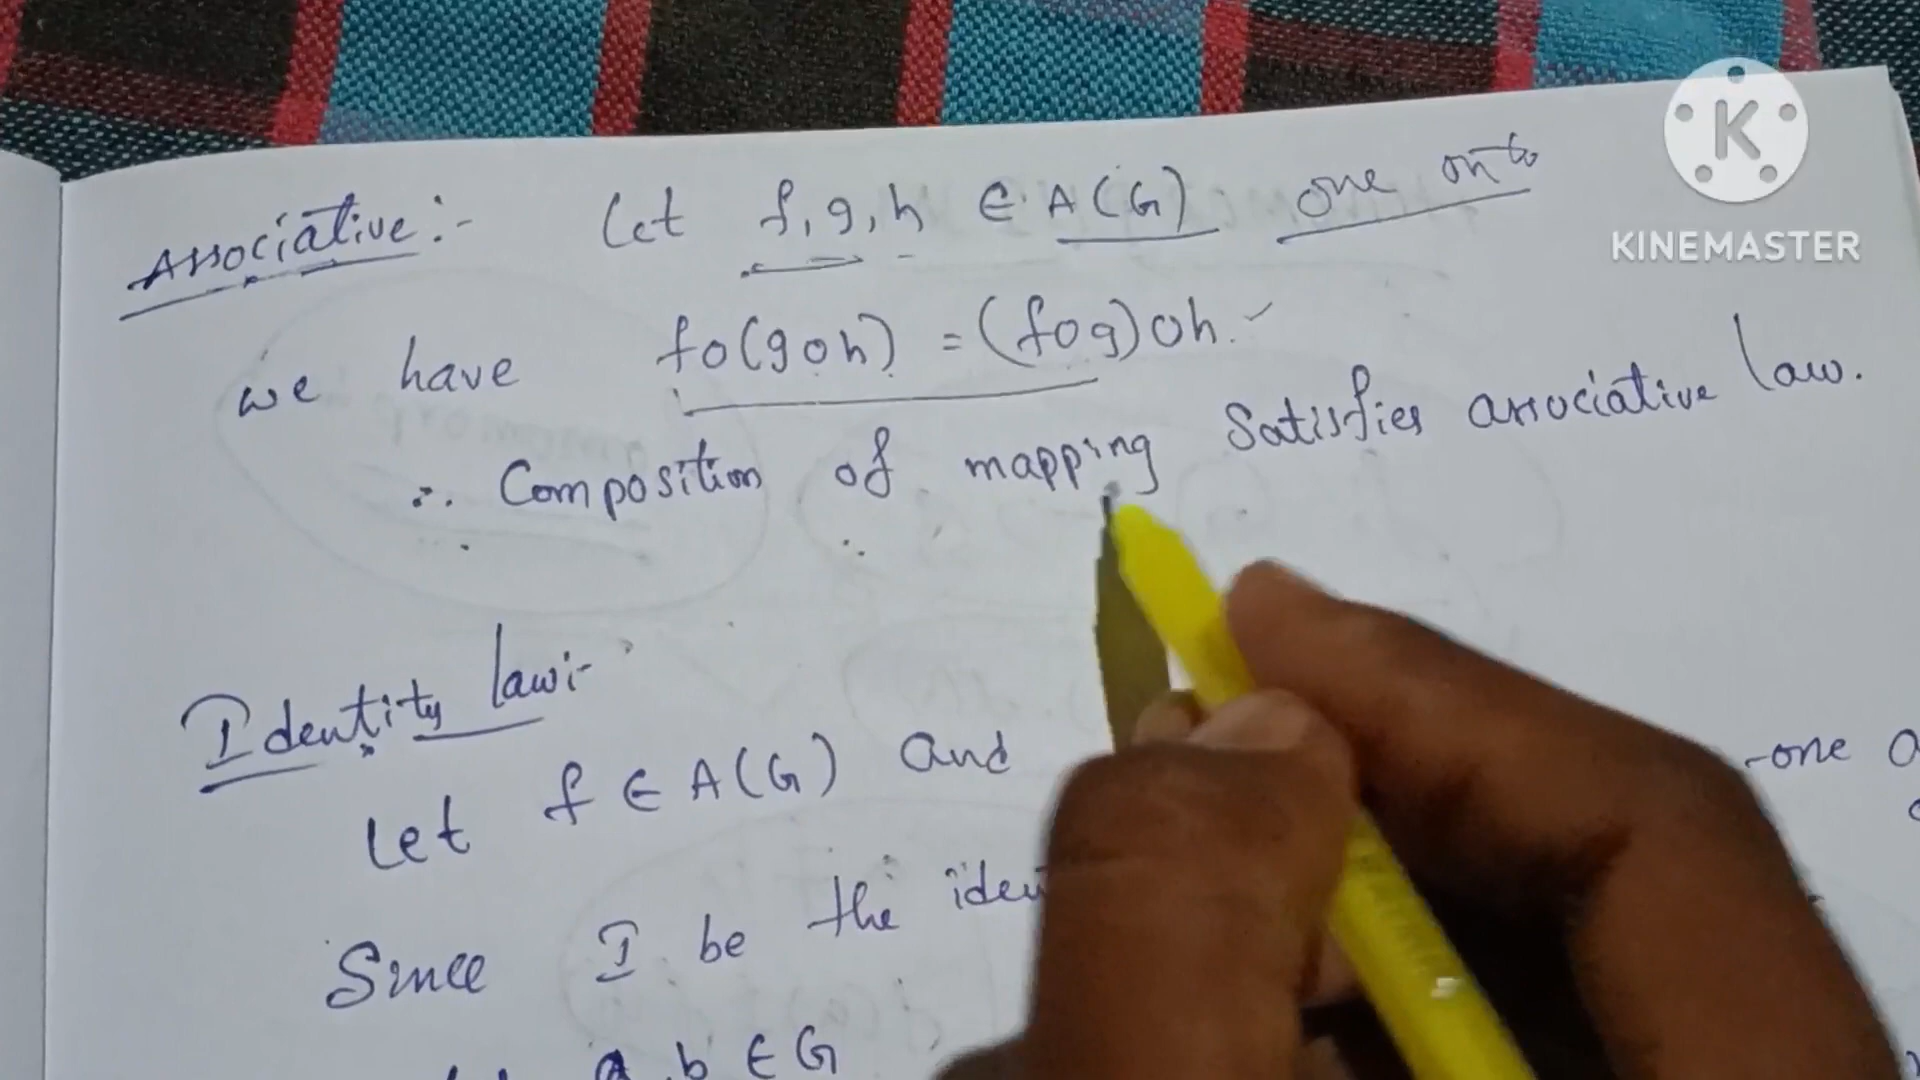 Associative:- Let f, g, h ∈ A(G) one onto
KINEMASTER
we have fo(goh) = (fog)oh.
∴ Composition of mapping Satisfies associative law.
Identity law:-
Let f ∈ A(G) and -one
Since I be the
a, b ∈ G